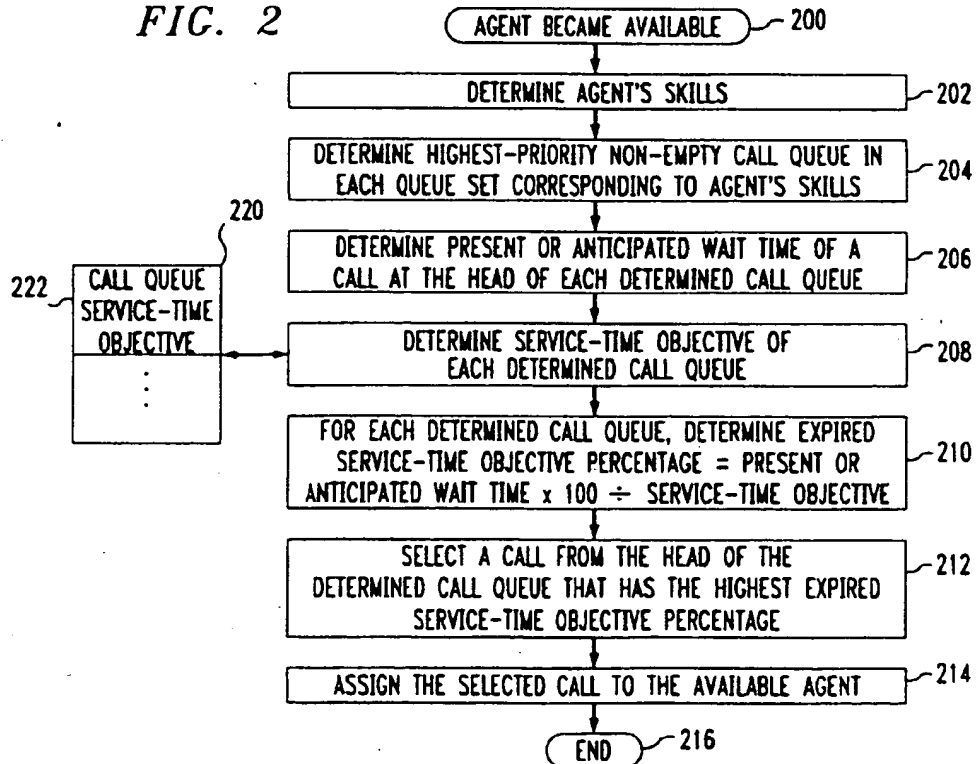 FIG. 2
AGENT BECAME AVAILABLE
200
DETERMINE AGENT'S SKILLS
202
DETERMINE HIGHEST-PRIORITY NON-EMPTY CALL QUEUE IN
EACH QUEUE SET CORRESPONDING TO AGENT'S SKILLS
204
DETERMINE PRESENT OR ANTICIPATED WAIT TIME OF A
CALL AT THE HEAD OF EACH DETERMINED CALL QUEUE
206
220
222
CALL QUEUE
SERVICE-TIME
OBJECTIVE
DETERMINE SERVICE-TIME OBJECTIVE OF
EACH DETERMINED CALL QUEUE
208
FOR EACH DETERMINED CALL QUEUE, DETERMINE EXPIRED
SERVICE-TIME OBJECTIVE PERCENTAGE = PRESENT OR
ANTICIPATED WAIT TIME x 100 ÷ SERVICE-TIME OBJECTIVE
210
SELECT A CALL FROM THE HEAD OF THE
DETERMINED CALL QUEUE THAT HAS THE HIGHEST EXPIRED
SERVICE-TIME OBJECTIVE PERCENTAGE
212
ASSIGN THE SELECTED CALL TO THE AVAILABLE AGENT
214
END
216